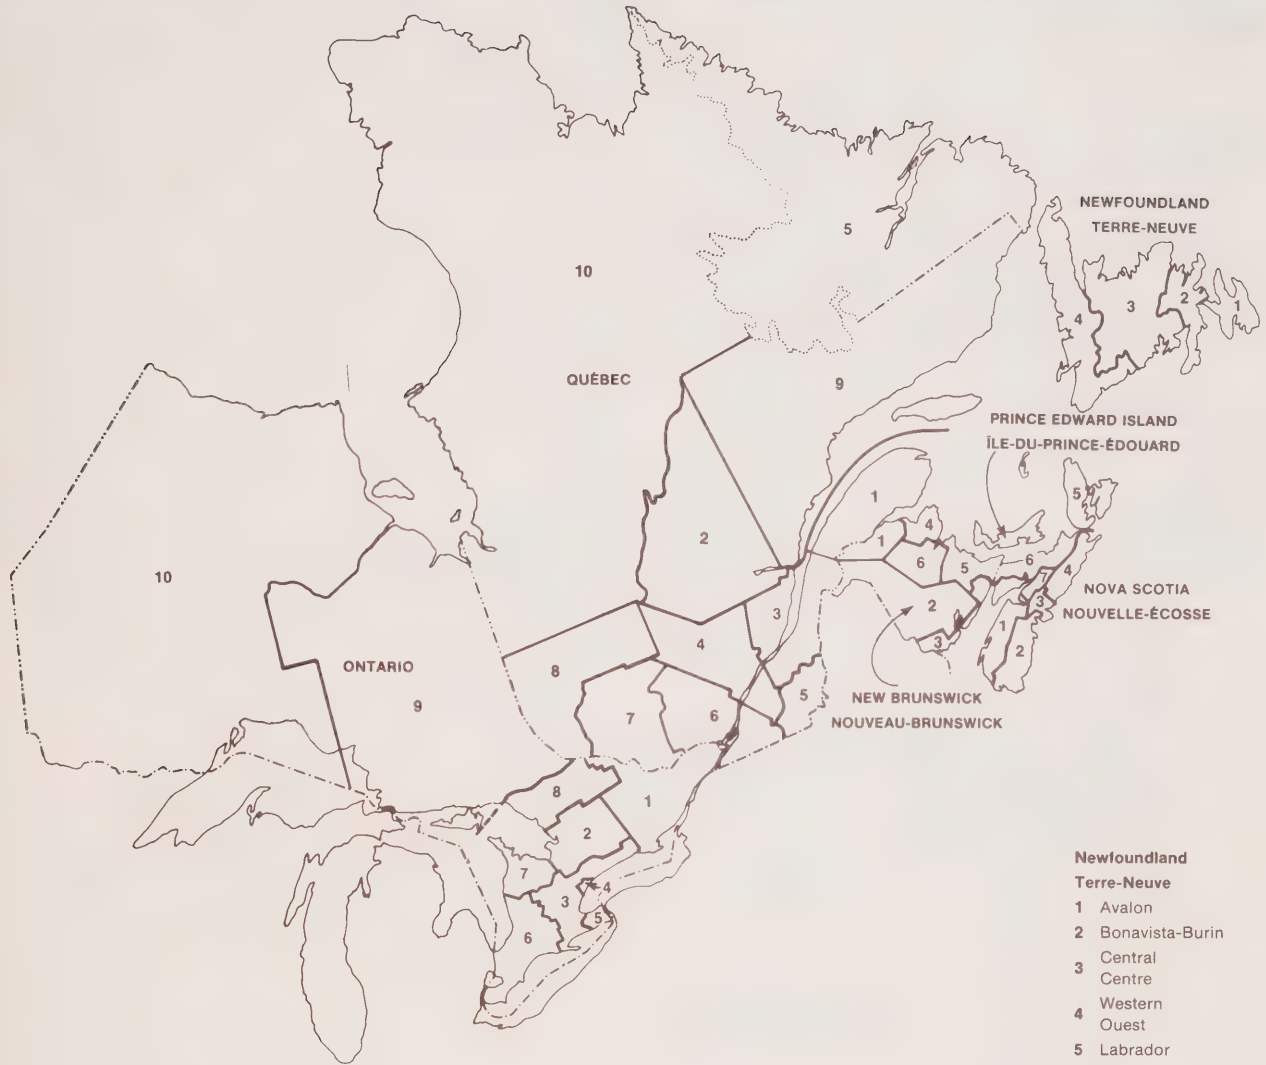 NEWFOUNDLAND
TERRE-NEUVE
5
10
3
2
1
4
QUÉBEC
9
PRINCE EDWARD ISLAND
ÎLE-DU-PRINCE-ÉDOUARD
1
5
4
2
1
6
5
6
4
7
10
NOVA SCOTIA
NOUVELLE-ÉCOSSE
3
2
3
1
3
2
4
ONTARIO
8
9
5
7
6
NEW BRUNSWICK
NOUVEAU-BRUNSWICK
8
1
2
7
4
3
5
6
Newfoundland
Terre-Neuve
1 Avalon
2 Bonavista-Burin
3 Central
Centre
4 Western
Ouest
5 Labrador